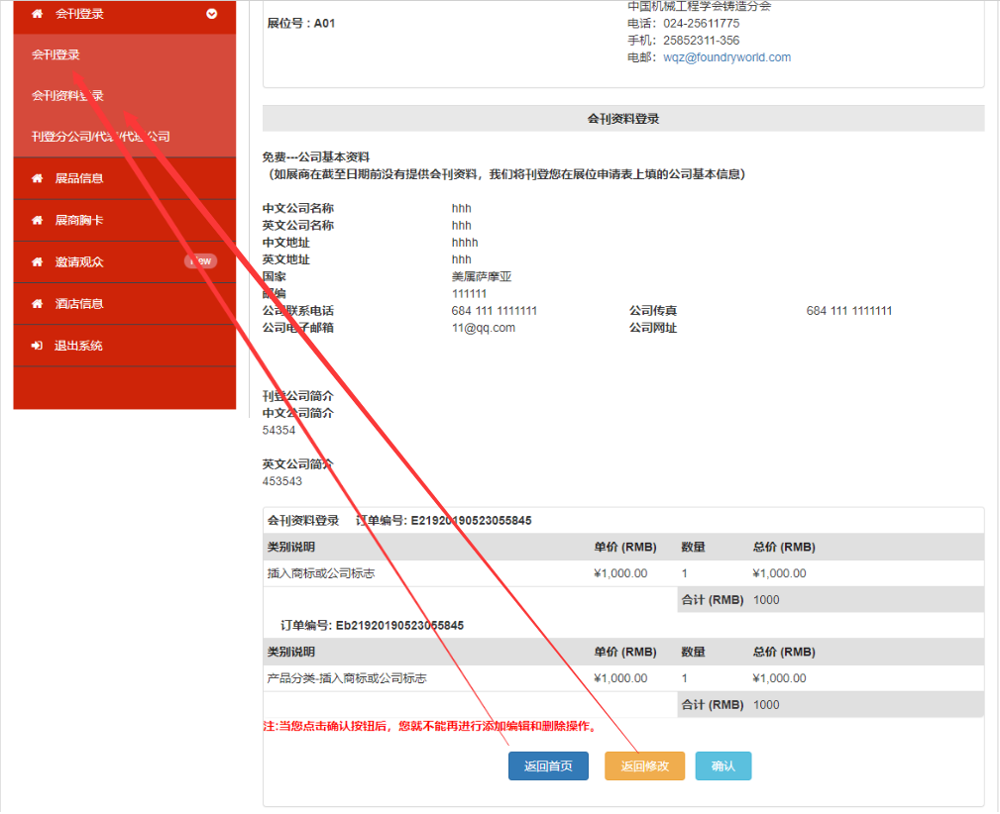 会刊登录
会刊登录
会刊资料登录
刊登分公司/代表/代理公司
展品信息
展商胸卡
邀请观众 new
酒店信息
退出系统
中国机械工程学会铸造分会
展位号 : A01
电话: 024-25611775
手机: 25852311-356
电邮: wqz@foundryworld.com
会刊资料登录
免费---公司基本资料
(如展商在截至日期前没有提供会刊资料，我们将刊登您在展位申请表上填的公司基本信息)
中文公司名称 hhh
英文公司名称 hhh
中文地址 hhhh
英文地址 hhh
国家 美属萨摩亚
邮编 111111
公司联系电话 684 111 1111111 公司传真 684 111 1111111
公司电子邮箱 11@qq.com 公司网址
刊登公司简介
中文公司简介
54354
英文公司简介
453543
会刊资料登录 订单编号: E21920190523055845
类别说明 单价 (RMB) 数量 总价 (RMB)
插入商标或公司标志 ¥1,000.00 1 ¥1,000.00
合计 (RMB) 1000
订单编号: Eb21920190523055845
类别说明 单价 (RMB) 数量 总价 (RMB)
产品分类-插入商标或公司标志 ¥1,000.00 1 ¥1,000.00
合计 (RMB) 1000
注:当您点击确认按钮后，您就不能再进行添加编辑和删除操作。
返回首页 返回修改 确认